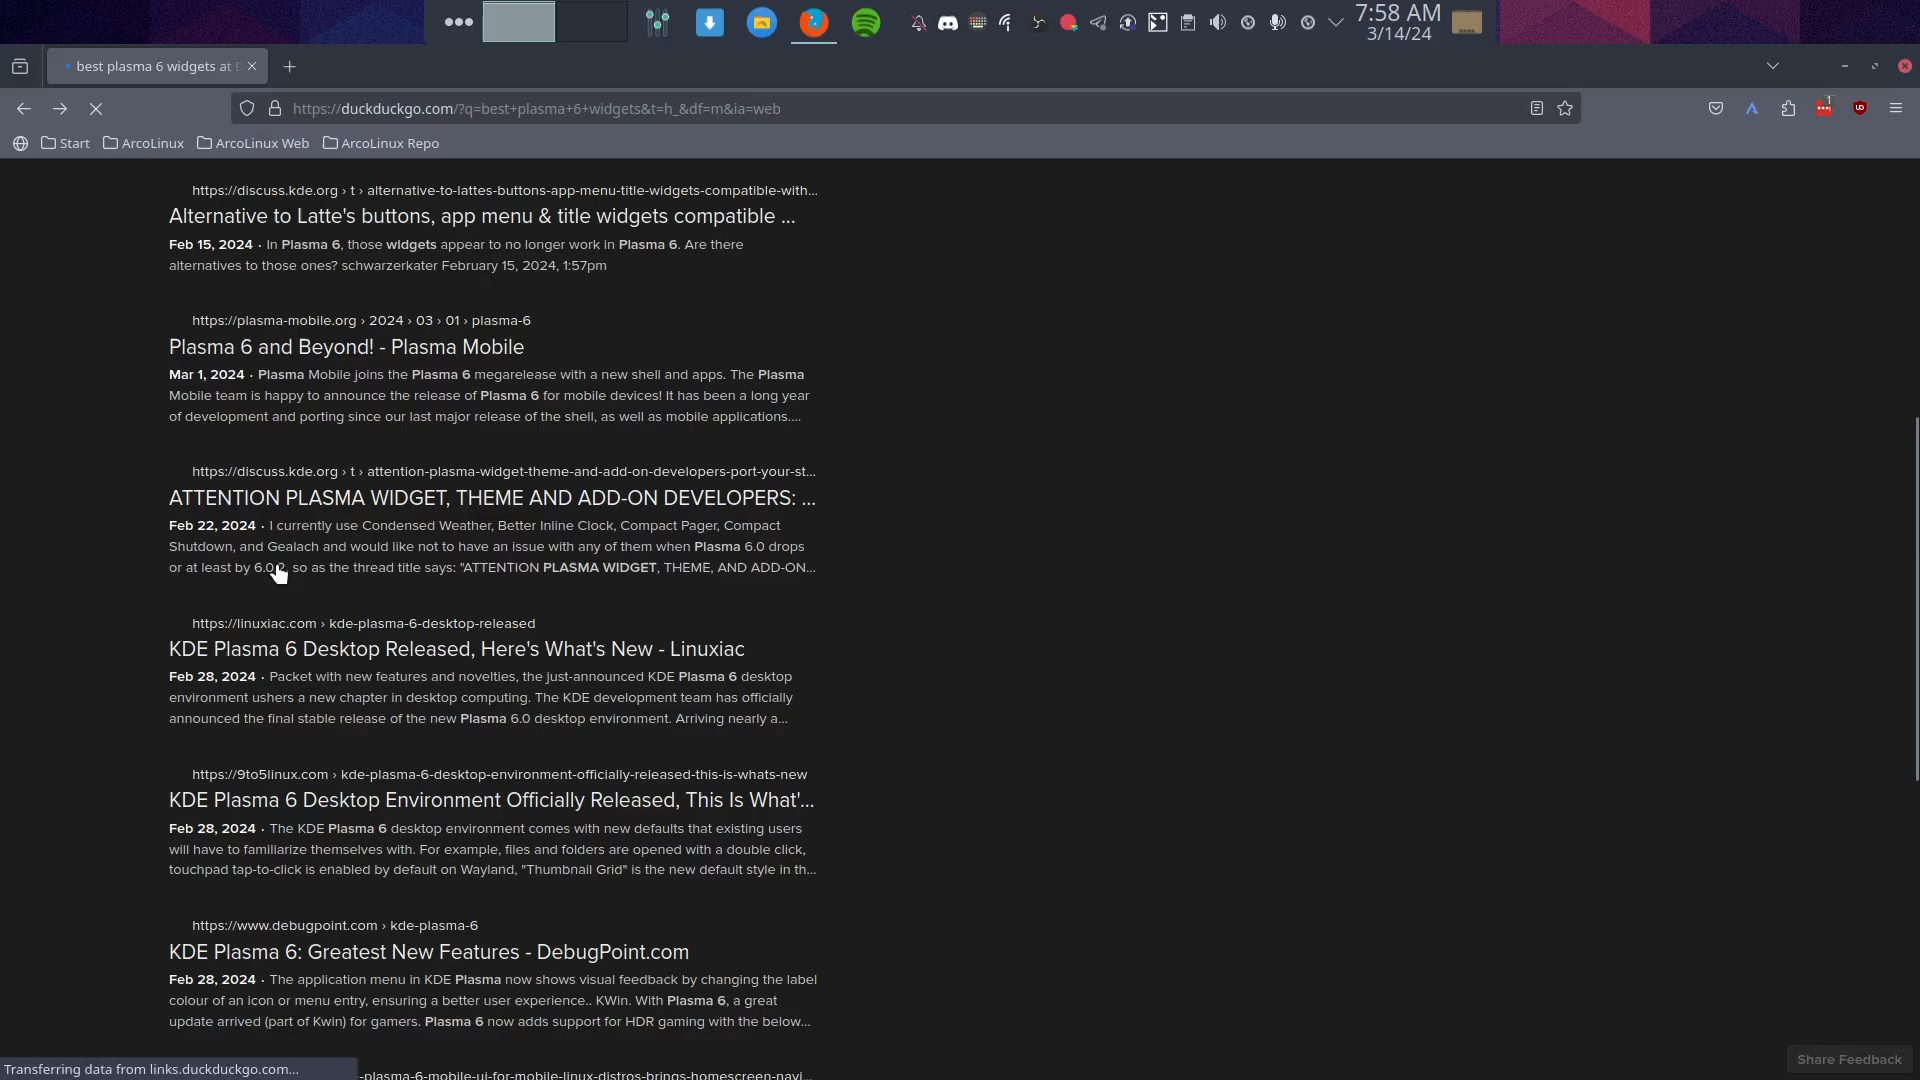 7:58 AM
3/14/24
best plasma 6 widgets at
https://duckduckgo.com/?q=best+plasma+6+widgets&t=h_&df=m&ia=web
1
Start
ArcoLinux
ArcoLinux Web
ArcoLinux Repo
https://discuss.kde.org › t › alternative-to-lattes-buttons-app-menu-title-widgets-compatible-with...
Alternative to Latte's buttons, app menu & title widgets compatible ...
Feb 15, 2024 · In Plasma 6, those widgets appear to no longer work in Plasma 6. Are there
alternatives to those ones? schwarzerkater February 15, 2024, 1:57pm
https://plasma-mobile.org › 2024 › 03 › 01 › plasma-6
Plasma 6 and Beyond! - Plasma Mobile
Mar 1, 2024 · Plasma Mobile joins the Plasma 6 megarelease with a new shell and apps. The Plasma
Mobile team is happy to announce the release of Plasma 6 for mobile devices! It has been a long year
of development and porting since our last major release of the shell, as well as mobile applications....
https://discuss.kde.org › t › attention-plasma-widget-theme-and-add-on-developers-port-your-st...
ATTENTION PLASMA WIDGET, THEME AND ADD-ON DEVELOPERS: ...
Feb 22, 2024 · I currently use Condensed Weather, Better Inline Clock, Compact Pager, Compact
Shutdown, and Gealach and would like not to have an issue with any of them when Plasma 6.0 drops
or at least by 6.0.2, so as the thread title says: "ATTENTION PLASMA WIDGET, THEME, AND ADD-ON...
https://linuxiac.com › kde-plasma-6-desktop-released
KDE Plasma 6 Desktop Released, Here's What's New - Linuxiac
Feb 28, 2024 · Packet with new features and novelties, the just-announced KDE Plasma 6 desktop
environment ushers a new chapter in desktop computing. The KDE development team has officially
announced the final stable release of the new Plasma 6.0 desktop environment. Arriving nearly a...
https://9to5linux.com › kde-plasma-6-desktop-environment-officially-released-this-is-whats-new
KDE Plasma 6 Desktop Environment Officially Released, This Is What'...
Feb 28, 2024 · The KDE Plasma 6 desktop environment comes with new defaults that existing users
will have to familiarize themselves with. For example, files and folders are opened with a double click,
touchpad tap-to-click is enabled by default on Wayland, "Thumbnail Grid" is the new default style in th...
https://www.debugpoint.com › kde-plasma-6
KDE Plasma 6: Greatest New Features - DebugPoint.com
Feb 28, 2024 · The application menu in KDE Plasma now shows visual feedback by changing the label
colour of an icon or menu entry, ensuring a better user experience.. KWin. With Plasma 6, a great
update arrived (part of Kwin) for gamers. Plasma 6 now adds support for HDR gaming with the below...
Share Feedback
Transferring data from links.duckduckgo.com...
-plasma-6-mobile-ui-for-mobile-linux-distros-brings-homescreen-navi...